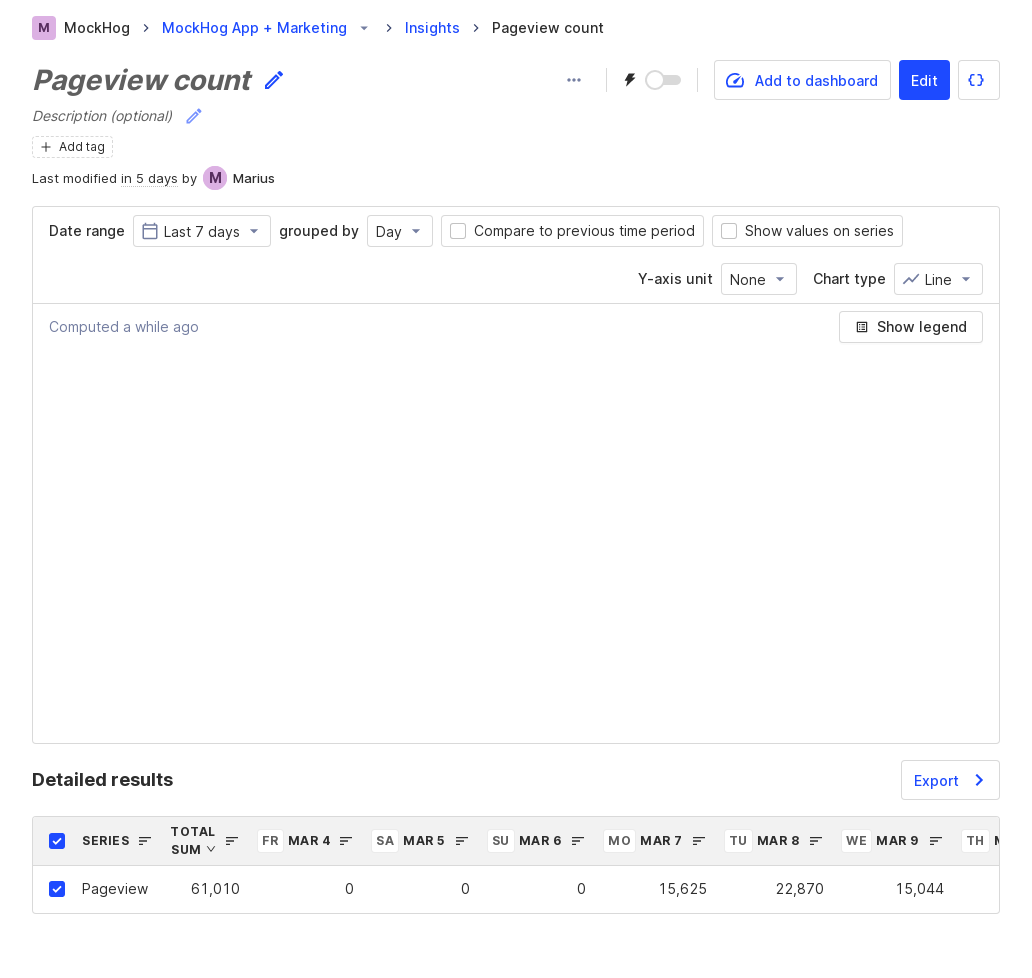 M MockHog > MockHog App + Marketing > Insights > Pageview count
Pageview count
Add to dashboard Edit {}
Description (optional)
+ Add tag
Last modified in 5 days by M Marius
Date range Last 7 days grouped by Day Compare to previous time period Show values on series
Y-axis unit None Chart type Line
Computed a while ago Show legend
Detailed results Export
SERIES TOTAL SUM FR MAR 4 SA MAR 5 SU MAR 6 MO MAR 7 TU MAR 8 WE MAR 9 TH
Pageview 61,010 0 0 0 15,625 22,870 15,044